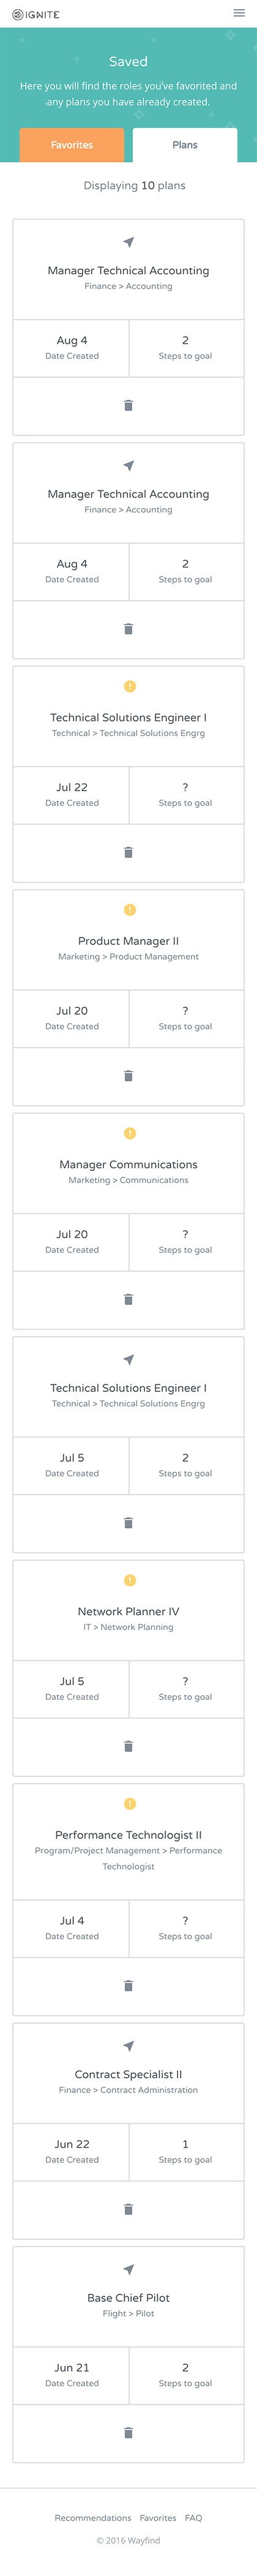 IGNITE
Saved
Here you will find the roles you've favorited and
any plans you have already created.
Favorites
Plans
Displaying 10 plans
Manager Technical Accounting
Finance > Accounting
Aug 4
Date Created
2
Steps to goal
Manager Technical Accounting
Finance > Accounting
Aug 4
Date Created
2
Steps to goal
Technical Solutions Engineer I
Technical > Technical Solutions Engrg
Jul 22
Date Created
?
Steps to goal
Product Manager II
Marketing > Product Management
Jul 20
Date Created
?
Steps to goal
Manager Communications
Marketing > Communications
Jul 20
Date Created
?
Steps to goal
Technical Solutions Engineer I
Technical > Technical Solutions Engrg
Jul 5
Date Created
2
Steps to goal
Network Planner IV
IT > Network Planning
Jul 5
Date Created
?
Steps to goal
Performance Technologist II
Program/Project Management > Performance
Technologist
Jul 4
Date Created
?
Steps to goal
Contract Specialist II
Finance > Contract Administration
Jun 22
Date Created
1
Steps to goal
Base Chief Pilot
Flight > Pilot
Jun 21
Date Created
2
Steps to goal
Recommendations Favorites FAQ
© 2016 Wayfind